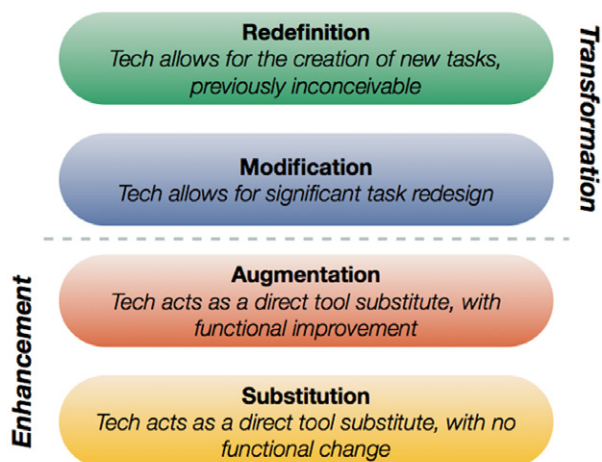 Redefinition
Tech allows for the creation of new tasks,
previously inconceivable
Transformation
Modification
Tech allows for significant task redesign
Augmentation
Tech acts as a direct tool substitute, with
functional improvement
Enhancement
Substitution
Tech acts as a direct tool substitute, with no
functional change